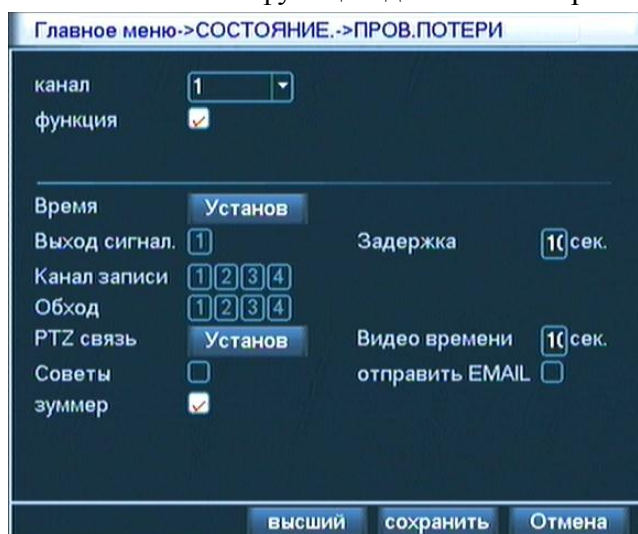 Главное меню->СОСТОЯНИЕ.->ПРОВ.ПОТЕРИ
канал 1
функция
Время Установ
Выход сигнал. 1 Задержка 10 сек.
Канал записи 1 2 3 4
Обход 1 2 3 4
PTZ связь Установ Видео времени 10 сек.
Советы отправить EMAIL
зуммер
высший сохранить Отмена